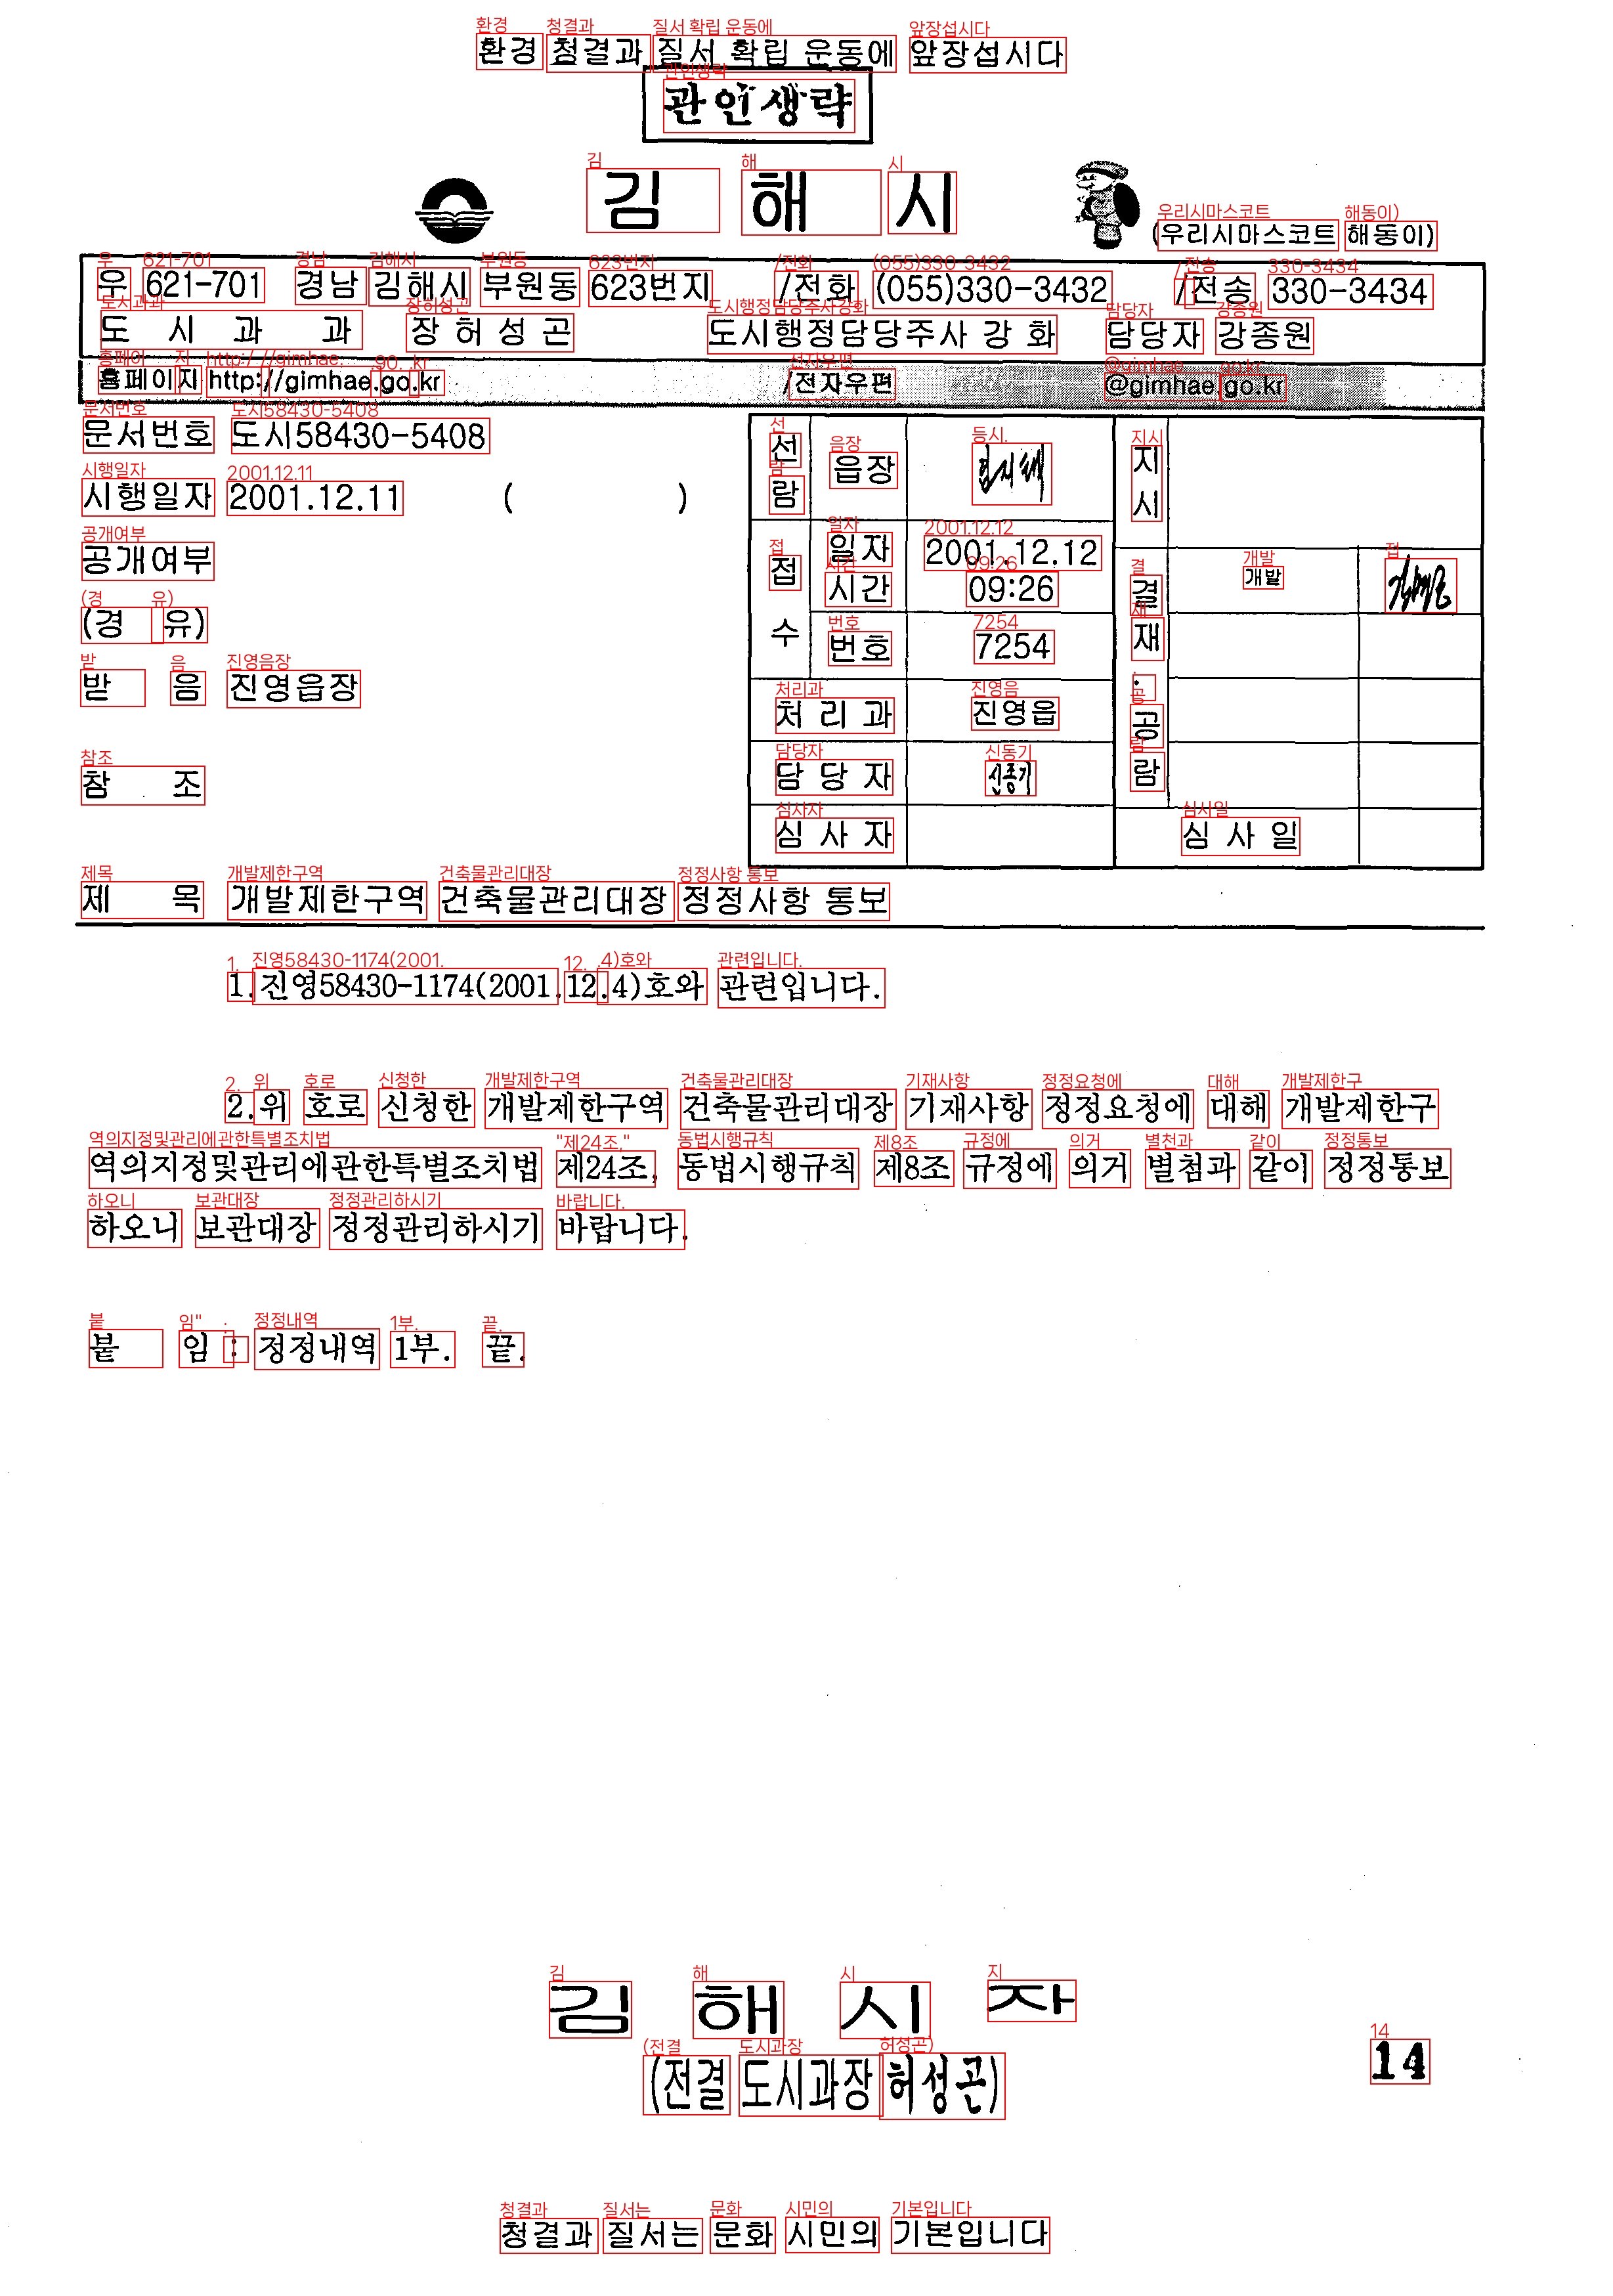 환경 청결과 질서 확립 운동에 앞장섭시다
관인생략
김 해 시
(우리시마스코트 해동이)
우 621-701 경남 김해시 부원동 623번지 /전화 (055)330-3432 /전송 330-3434
도 시 과 과 장 허 성 곤 도시행정담당주사 강 화 담당자 강종원
홈페이지 http://gimhae.go.kr /전자우편 @gimhae go.kr
문서번호 도시58430-5408
시행일자 2001.12.11 ( )
공개여부
(경 유)
받 음 진영읍장
참 조
선 람 읍장 지 시
접 수 일자 2001.12.12
시간 09:26
번호 7254
결 재 · 공 람 개발
처 리 과 진영읍
담 당 자 신동기
심 사 자 심 사 일
제 목 개발제한구역 건축물관리대장 정정사항 통보
1. 진영58430-1174(2001.12.4)호와 관련입니다.
2. 위 호로 신청한 개발제한구역 건축물관리대장 기재사항 정정요청에 대해 개발제한구
역의지정및관리에관한특별조치법 제24조, 동법시행규칙 제8조 규정에 의거 별첨과 같이 정정통보
하오니 보관대장 정정관리하시기 바랍니다.
붙 임 : 정정내역 1부. 끝.
김 해 시 장
(전결 도시과장 허성곤)
14
청결과 질서는 문화 시민의 기본입니다